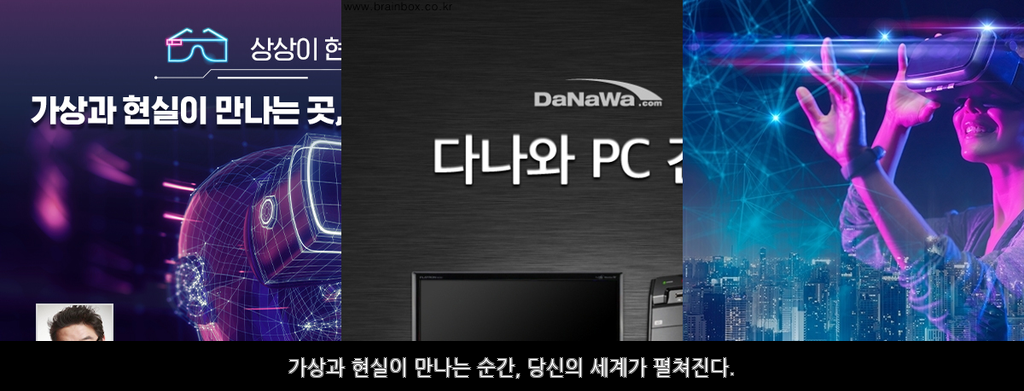 상상이 현
가상과 현실이 만나는 곳,
www.brainbox.co.kr
DaNaWa.com
다나와 PC
가상과 현실이 만나는 순간, 당신의 세계가 펼쳐진다.